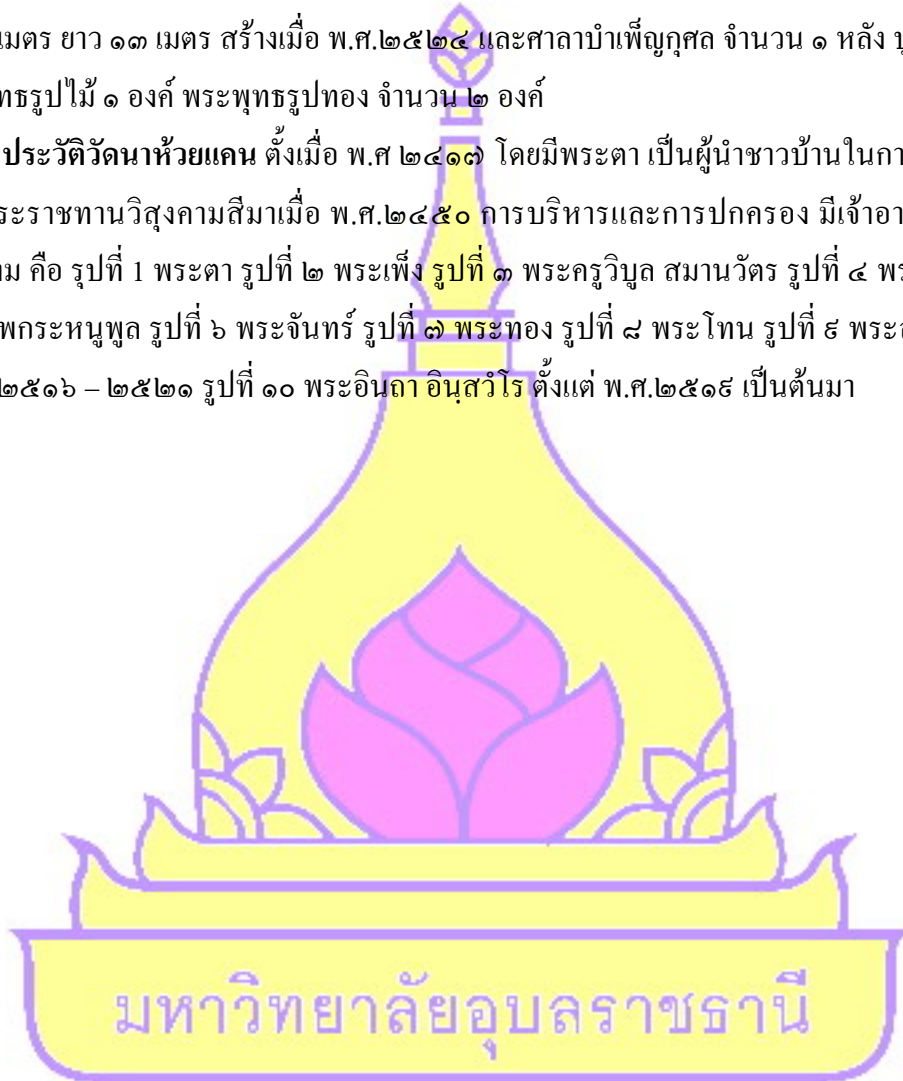 เมตร ยาว ๑๓ เมตร สร้างเมื่อ พ.ศ.๒๕๒๔ และศาลาบำเพ็ญกุศล จำนวน ๑ หลัง
ทธรูปไม้ ๑ องค์ พระพุทธรูปทอง จำนวน ๒ องค์
ประวัติวัดนาห้วยแคน ตั้งเมื่อ พ.ศ ๒๔๑๗ โดยมีพระตา เป็นผู้นำชาวบ้านในกา
ระราชทานวิสุงคามสีมาเมื่อ พ.ศ.๒๔๕๐ การบริหารและการปกครอง มีเจ้าอา
าม คือ รุปที่ 1 พระตา รูปที่ ๒ พระเพ็ง รูปที่ ๓ พระครูวิบูล สมานวัตร รูปที่ ๔ พร
พกระหนูพูล รูปที่ ๖ พระจันทร์ รูปที่ ๗ พระทอง รูปที่ ๘ พระโทน รูปที่ ๙ พระ
๒๕๑๖ – ๒๕๒๑ รูปที่ ๑๐ พระอินถา อินฺสวํโร ตั้งแต่ พ.ศ.๒๕๑๙ เป็นต้นมา
มหาวิทยาลัยอุบลราชธานี